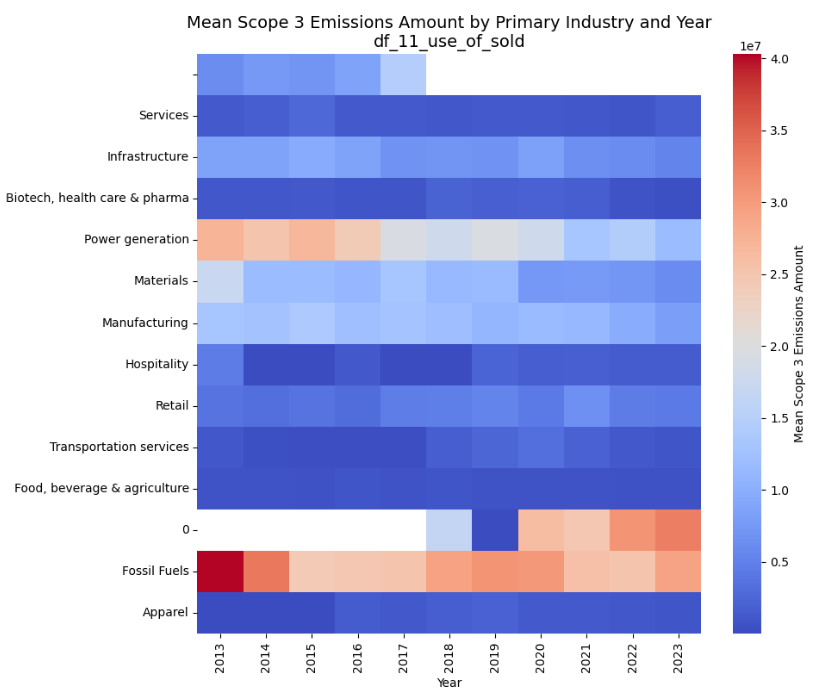 Mean Scope 3 Emissions Amount by Primary Industry and Year
df_11_use_of_sold
1e7
4.0
3.5
3.0
2.5
2.0
1.5
1.0
0.5
Mean Scope 3 Emissions Amount
Services
Infrastructure
Biotech, health care & pharma
Power generation
Materials
Manufacturing
Hospitality
Retail
Transportation services
Food, beverage & agriculture
0
Fossil Fuels
Apparel
2013
2014
2015
2016
2017
2018
2019
2020
2021
2022
2023
Year